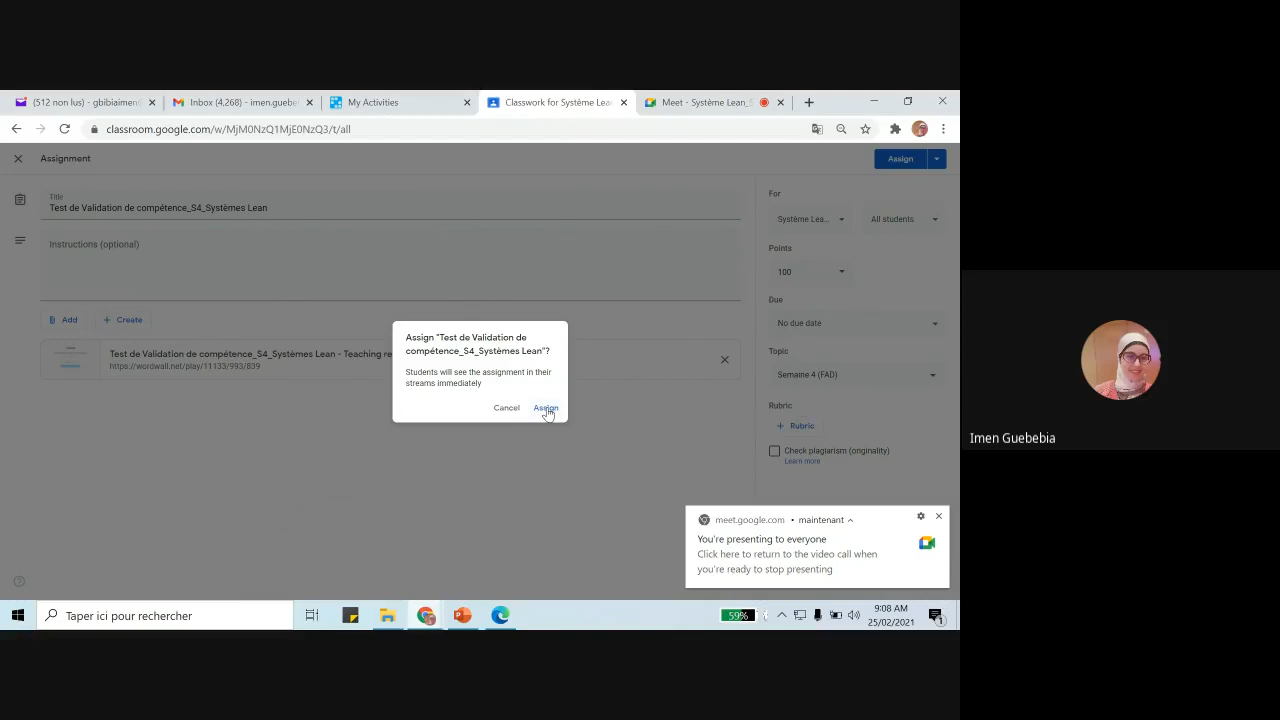 (512 non lus) - gbibiaimen@
Inbox (4,268) - imen.guebel
My Activities
Classwork for Système Lea
Meet - Système Lean_S
classroom.google.com/w/MjM0NzQ1MjE0NzQ3/t/all
Assignment
Assign
Title
Test de Validation de compétence_S4_Systèmes Lean
Instructions (optional)
Add
Create
Test de Validation de compétence_S4_Systèmes Lean - Teaching re
https://wordwall.net/play/11133/993/839
For
Système Lea...
All students
Points
100
Due
No due date
Topic
Semaine 4 (FAD)
Rubric
Rubric
Check plagiarism (originality)
Learn more
Assign "Test de Validation de
compétence_S4_Systèmes Lean"?
Students will see the assignment in their
streams immediately
Cancel
Assign
meet.google.com • maintenant
You're presenting to everyone
Click here to return to the video call when
you're ready to stop presenting
Imen Guebebia
Taper ici pour rechercher
59%
9:08 AM
25/02/2021
1